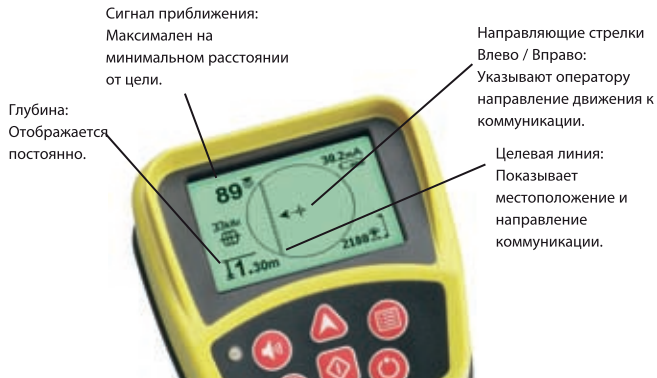 Сигнал приближения:
Максимален на
минимальном расстоянии
от цели.
Направляющие стрелки
Влево / Вправо:
Указывают оператору
направление движения к
коммуникации.
Глубина:
Отображается
постоянно.
Целевая линия:
Показывает
местоположение и
направление
коммуникации.
89
30.2mA
33kHz
2188
1.30m